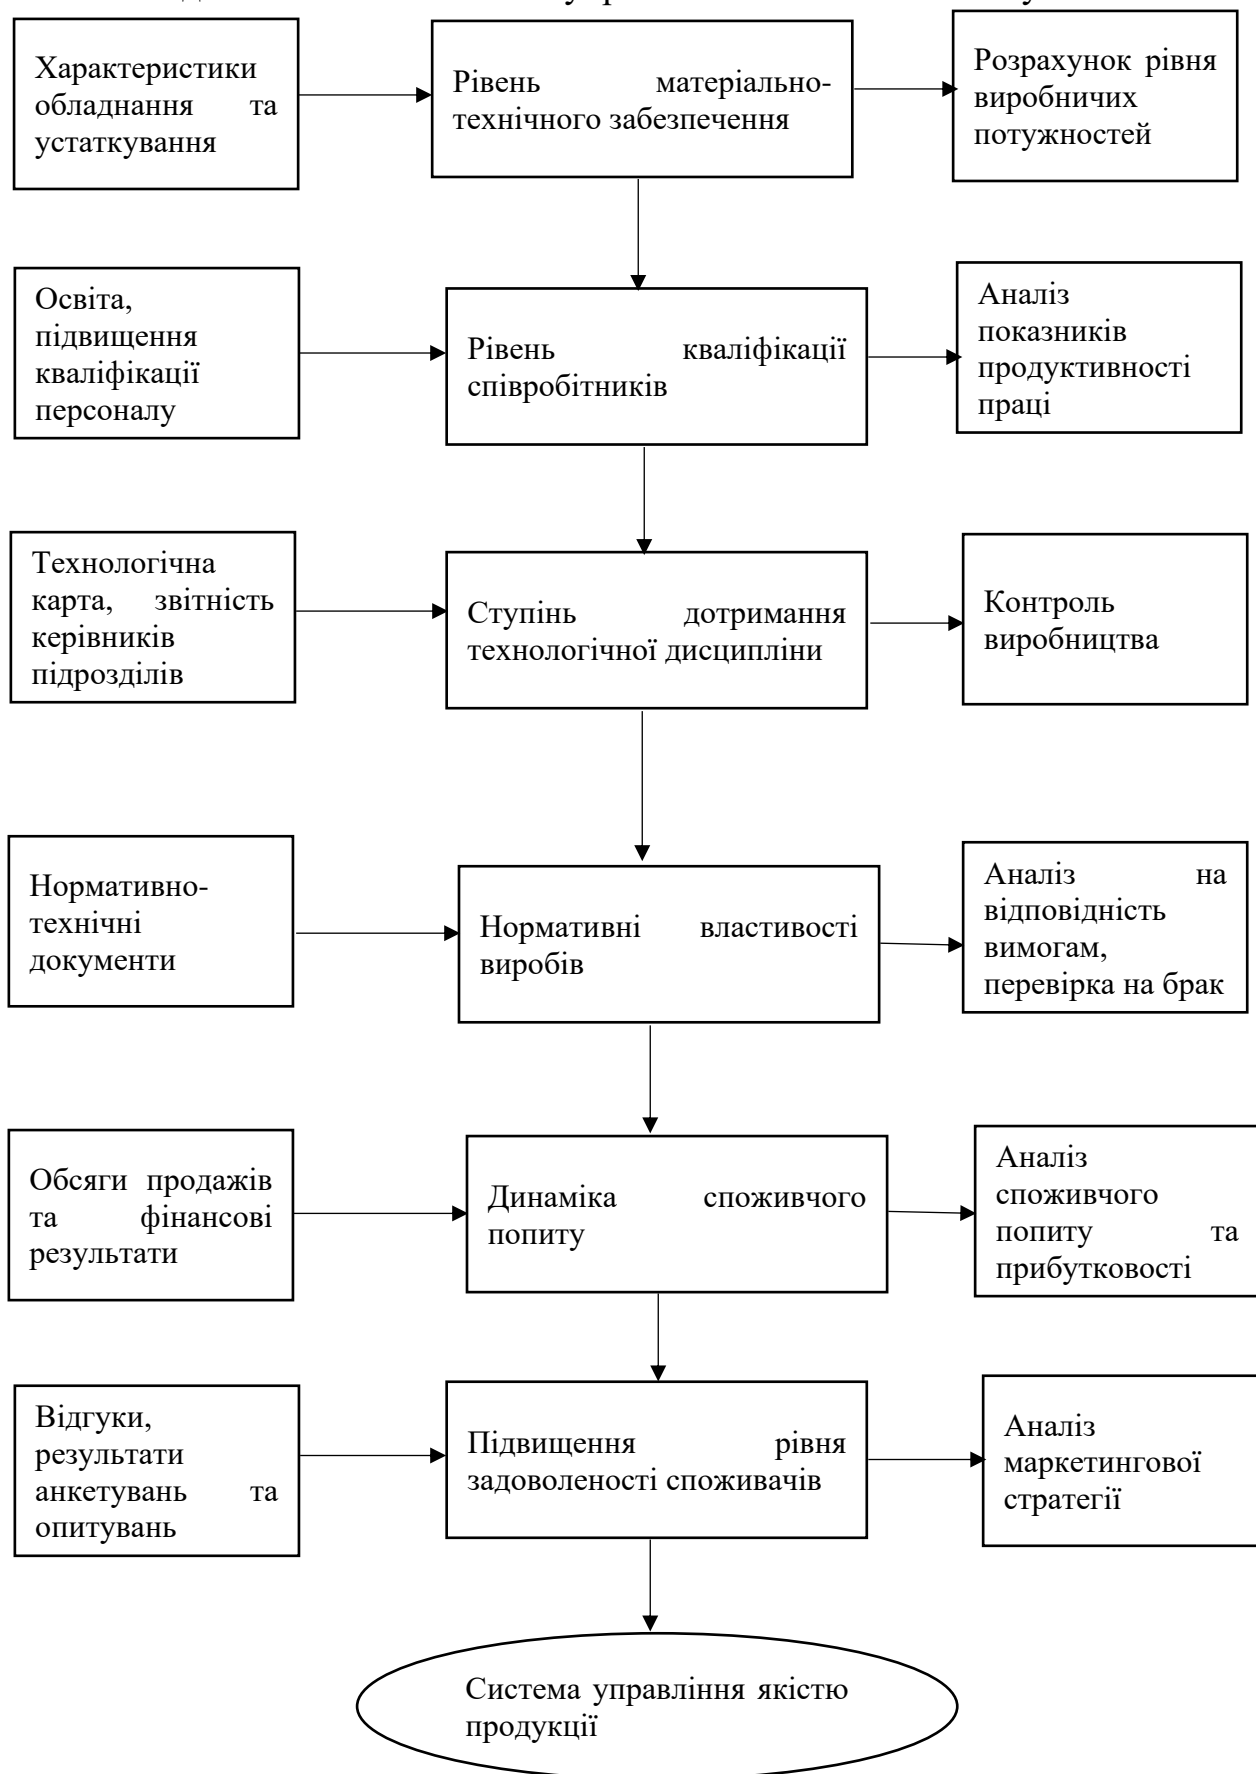 Характеристики
обладнання та
устаткування
Рівень матеріально-
технічного забезпечення
Розрахунок рівня
виробничих
потужностей
Освіта,
підвищення
кваліфікації
персоналу
Рівень кваліфікації
співробітників
Аналіз
показників
продуктивності
праці
Технологічна
карта, звітність
керівників
підрозділів
Ступінь дотримання
технологічної дисципліни
Контроль
виробництва
Нормативно-
технічні
документи
Нормативні властивості
виробів
Аналіз на
відповідність
вимогам,
перевірка на брак
Обсяги продажів
та фінансові
результати
Динаміка споживчого
попиту
Аналіз
споживчого
попиту та
прибутковості
Відгуки,
результати
анкетувань та
опитувань
Підвищення рівня
задоволеності споживачів
Аналіз
маркетингової
стратегії
Система управління якістю
продукції